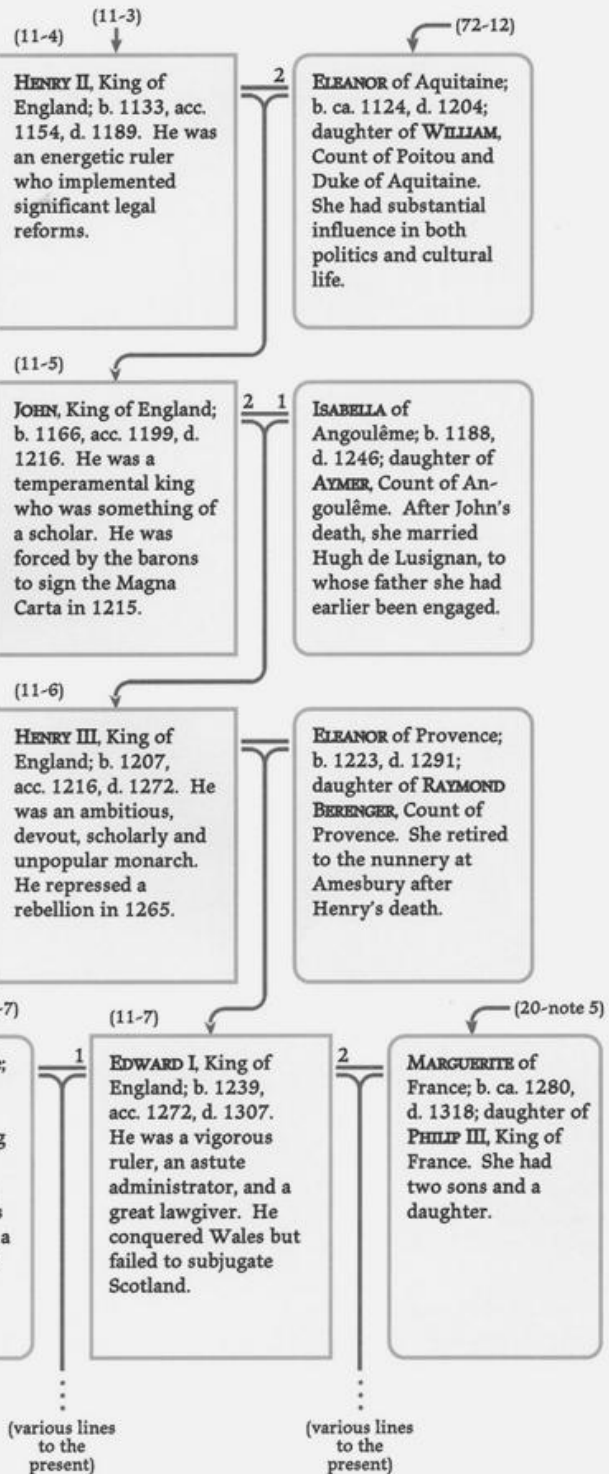 (11-3)
(11-4)
(72-12)
HENRY II, King of
England; b. 1133, acc.
1154, d. 1189. He was
an energetic ruler
who implemented
significant legal
reforms.
2
ELEANOR of Aquitaine;
b. ca. 1124, d. 1204;
daughter of WILLIAM,
Count of Poitou and
Duke of Aquitaine.
She had substantial
influence in both
politics and cultural
life.
(11-5)
JOHN, King of England;
b. 1166, acc. 1199, d.
1216. He was a
temperamental king
who was something of
a scholar. He was
forced by the barons
to sign the Magna
Carta in 1215.
2 1
ISABELLA of
Angoulême; b. 1188,
d. 1246; daughter of
AYMER, Count of An-
goulême. After John's
death, she married
Hugh de Lusignan, to
whose father she had
earlier been engaged.
(11-6)
HENRY III, King of
England; b. 1207,
acc. 1216, d. 1272. He
was an ambitious,
devout, scholarly and
unpopular monarch.
He repressed a
rebellion in 1265.
ELEANOR of Provence;
b. 1223, d. 1291;
daughter of RAYMOND
BERENGER, Count of
Provence. She retired
to the nunnery at
Amesbury after
Henry's death.
-7)
;
g
s
a
1
(11-7)
EDWARD I, King of
England; b. 1239,
acc. 1272, d. 1307.
He was a vigorous
ruler, an astute
administrator, and a
great lawgiver. He
conquered Wales but
failed to subjugate
Scotland.
2
(20-note 5)
MARGUERITE of
France; b. ca. 1280,
d. 1318; daughter of
PHILIP III, King of
France. She had
two sons and a
daughter.
(various lines
to the
present)
(various lines
to the
present)